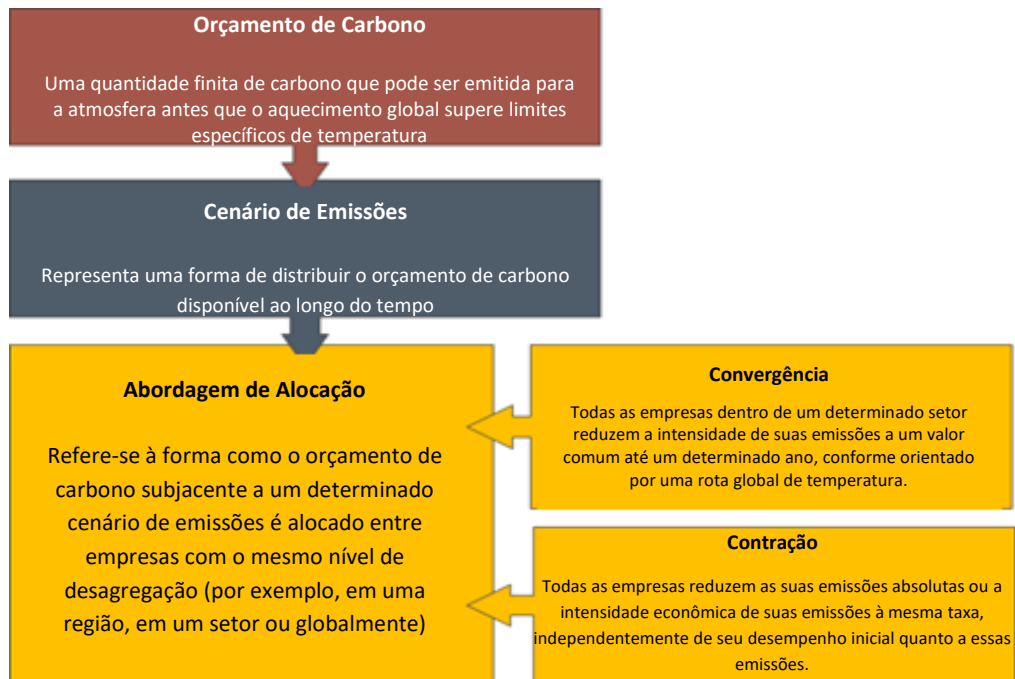 Orçamento de Carbono
Uma quantidade finita de carbono que pode ser emitida para
a atmosfera antes que o aquecimento global supere limites
específicos de temperatura
Cenário de Emissões
Representa uma forma de distribuir o orçamento de carbono
disponível ao longo do tempo
Abordagem de Alocação
Refere-se à forma como o orçamento de
carbono subjacente a um determinado
cenário de emissões é alocado entre
empresas com o mesmo nível de
desagregação (por exemplo, em uma
região, em um setor ou globalmente)
Convergência
Todas as empresas dentro de um determinado setor
reduzem a intensidade de suas emissões a um valor
comum até um determinado ano, conforme orientado
por uma rota global de temperatura.
Contração
Todas as empresas reduzem as suas emissões absolutas ou a
intensidade econômica de suas emissões à mesma taxa,
independentemente de seu desempenho inicial quanto a essas
emissões.